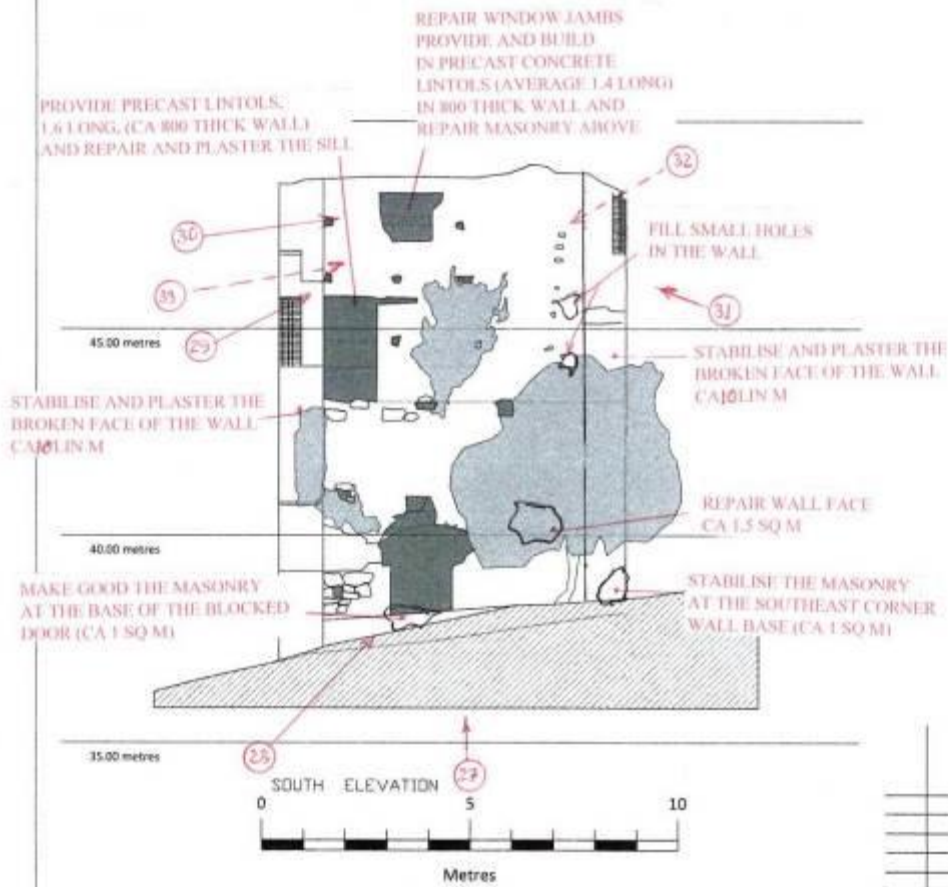 REPAIR WINDOW JAMBS
PROVIDE AND BUILD
IN PRECAST CONCRETE
LINTOLS (AVERAGE 1.4 LONG)
IN 800 THICK WALL AND
REPAIR MASONRY ABOVE
PROVIDE PRECAST LINTOLS,
1.6 LONG, (CA 800 THICK WALL)
AND REPAIR AND PLASTER THE SILL
32
30
FILL SMALL HOLES
IN THE WALL
33
31
29
45.00 metres
STABILISE AND PLASTER THE
BROKEN FACE OF THE WALL
CA 10 LIN M
STABILISE AND PLASTER THE
BROKEN FACE OF THE WALL
CA LIN M
REPAIR WALL FACE
CA 1.5 SQ M
40.00 metres
MAKE GOOD THE MASONRY
AT THE BASE OF THE BLOCKED
DOOR (CA 1 SQ M)
STABILISE THE MASONRY
AT THE SOUTHEAST CORNER
WALL BASE (CA 1 SQ M)
35.00 metres
28
27
SOUTH ELEVATION
0 5 10
Metres